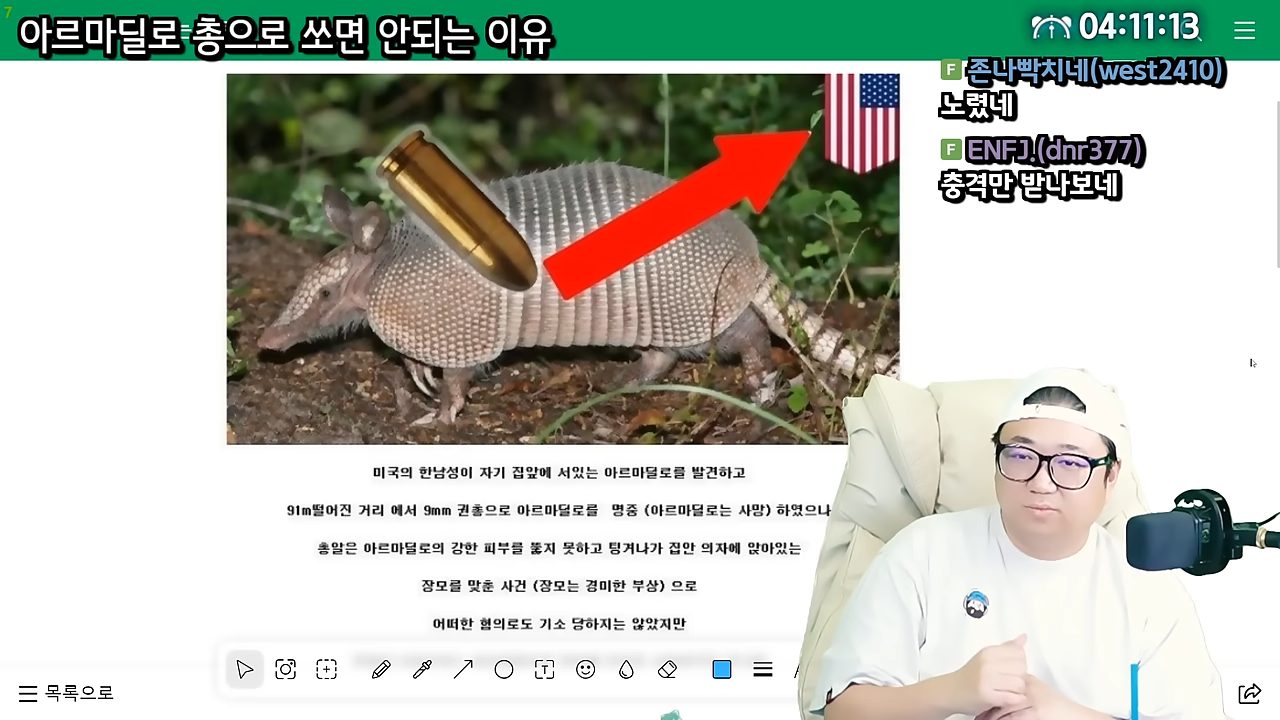 7
아르마딜로 총으로 쏘면 안되는 이유
04:11:13
F 존나빡치네(west2410)
노렸네
F ENFJ.(dnr377)
충격만 받나보네
미국의 한남성이 자기 집앞에 서있는 아르마딜로를 발견하고
91m떨어진 거리 에서 9mm 권총으로 아르마딜로를 명중 (아르마딜로는 사망) 하였으나
총알은 아르마딜로의 강한 피부를 뚫지 못하고 팅겨나가 집안 의자에 앉아있는
장모를 맞춘 사건 (장모는 경미한 부상) 으로
어떠한 혐의로도 기소 당하지는 않았지만
목록으로